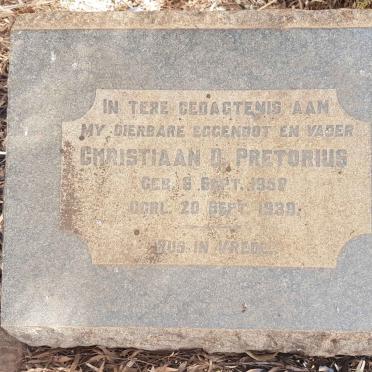 IN TERE GEDAGTENIS AAN
MY DIERBARE EGGENOOT EN VADER
CHRISTIAAN D. PRETORIUS
GEB. 6 SEPT.
OORL. 20 SEPT. 1939.
RUS IN VREDE.